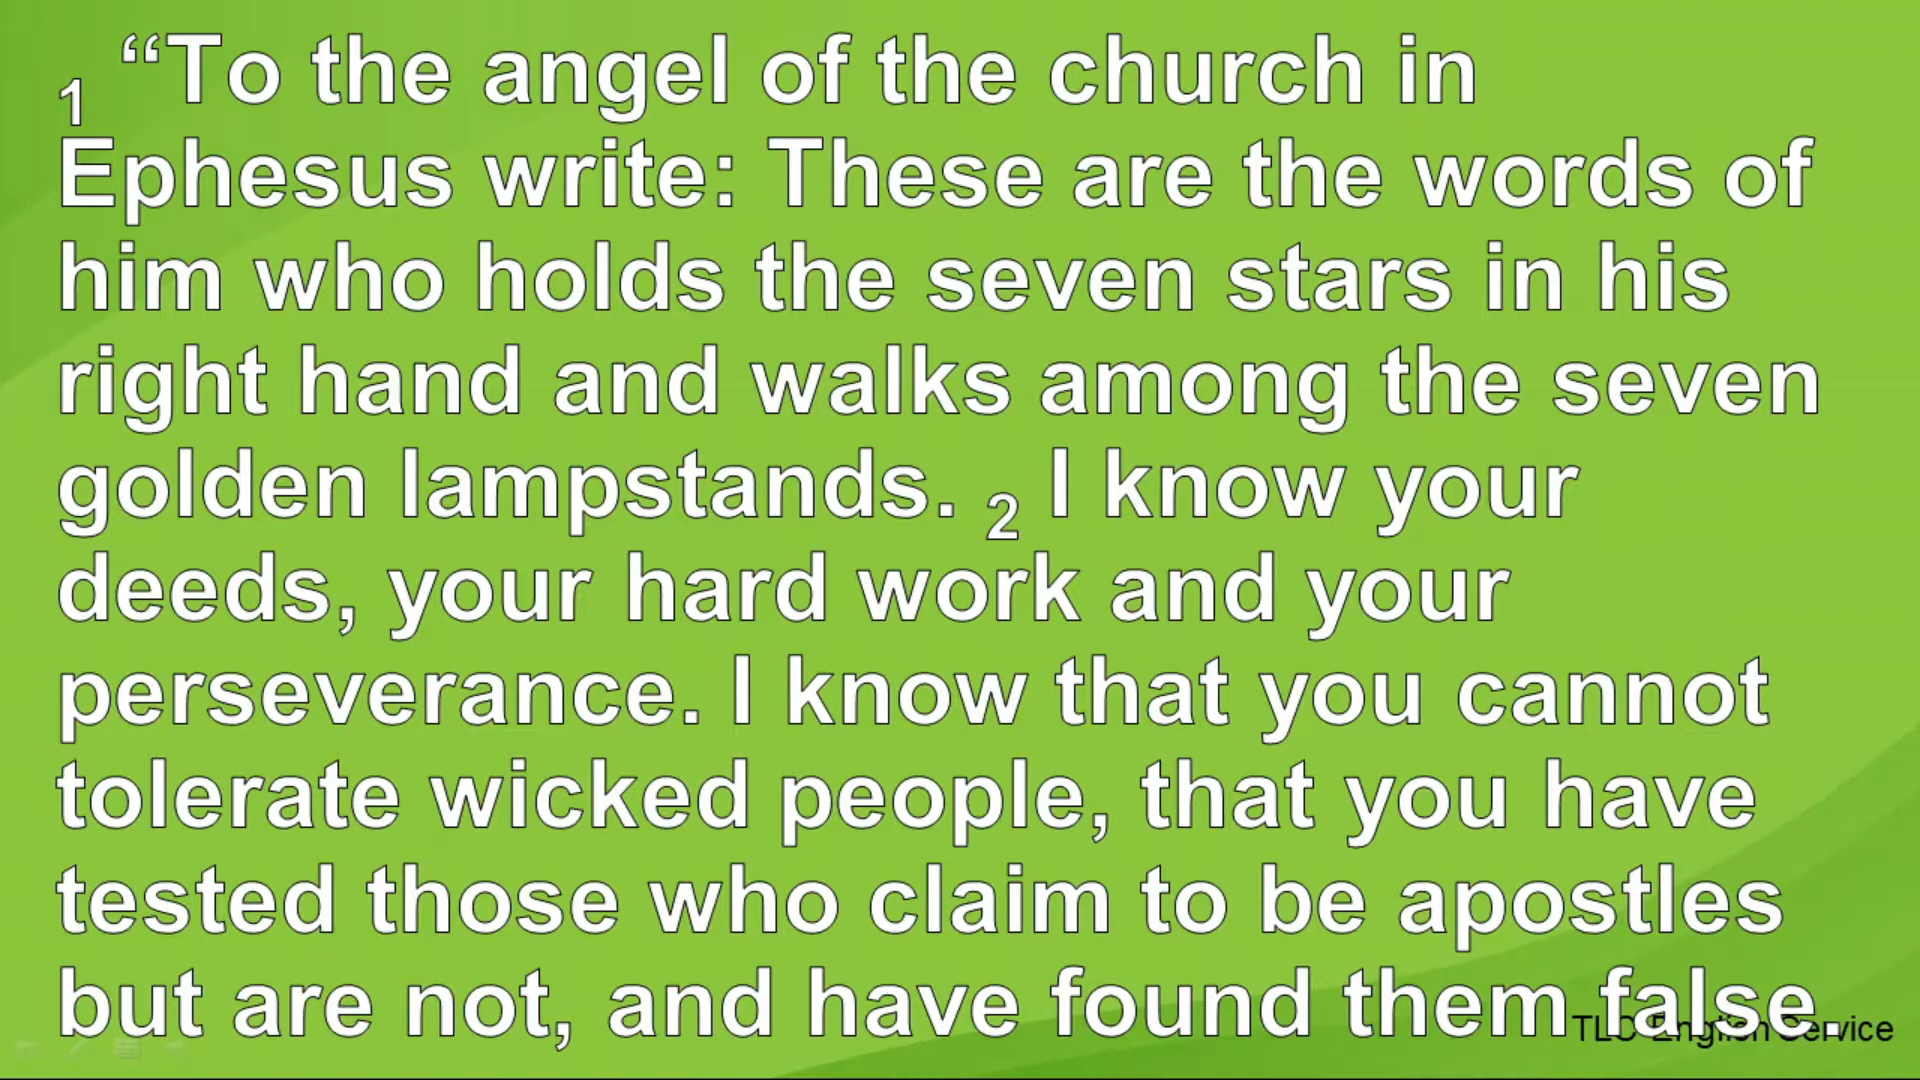 1 “To the angel of the church in
Ephesus write: These are the words of
him who holds the seven stars in his
right hand and walks among the seven
golden lampstands. 2 I know your
deeds, your hard work and your
perseverance. I know that you cannot
tolerate wicked people, that you have
tested those who claim to be apostles
but are not, and have found them false.
TLC English Service